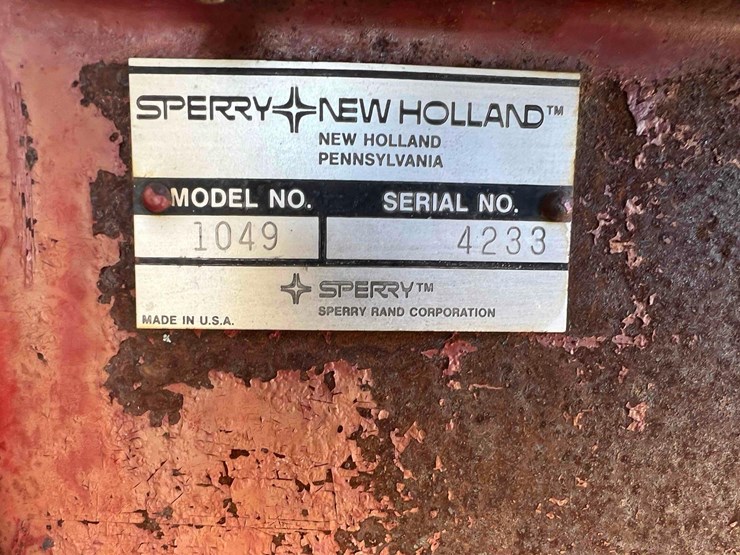 SPERRY NEW HOLLAND™
NEW HOLLAND
PENNSYLVANIA
MODEL NO. SERIAL NO.
1049 4233
SPERRY™
SPERRY RAND CORPORATION
MADE IN U.S.A.